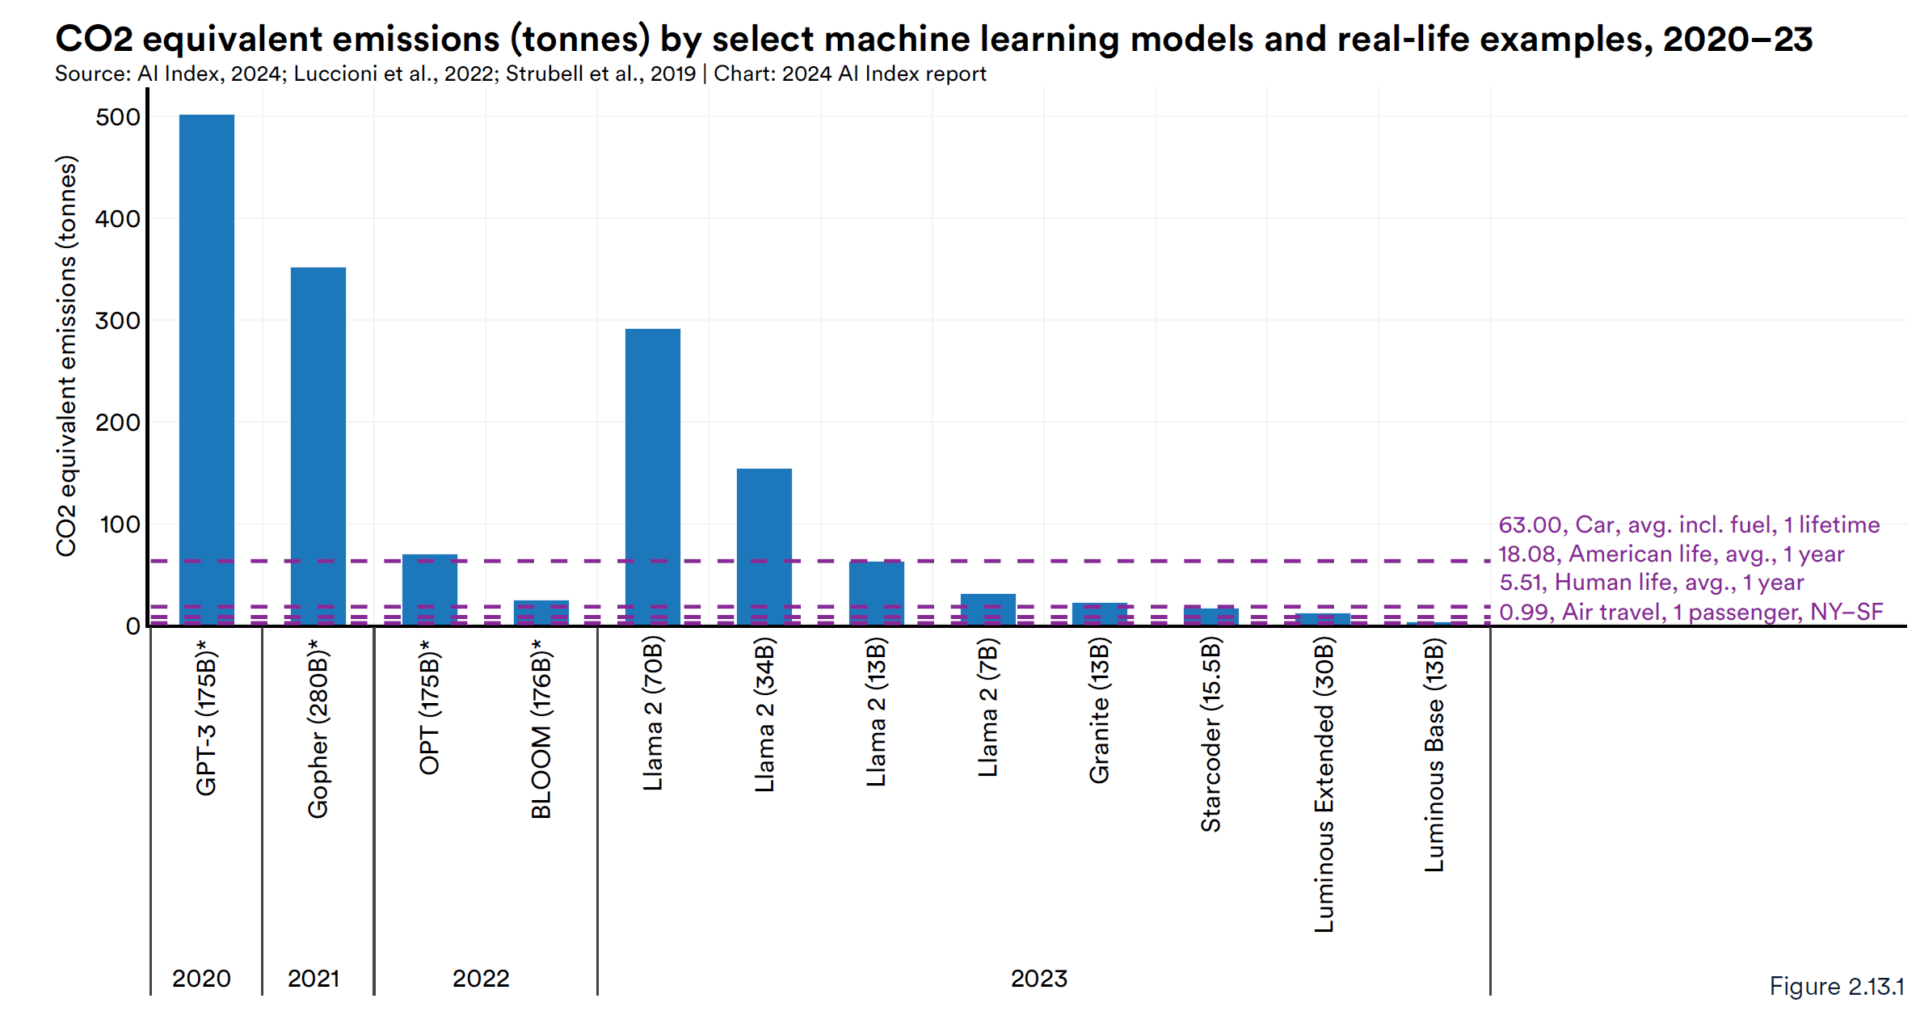 CO2 equivalent emissions (tonnes) by select machine learning models and real-life examples, 2020–23
Source: AI Index, 2024; Luccioni et al., 2022; Strubell et al., 2019 | Chart: 2024 AI Index report
CO2 equivalent emissions (tonnes)
500
400
300
200
100
0
63.00, Car, avg. incl. fuel, 1 lifetime
18.08, American life, avg., 1 year
5.51, Human life, avg., 1 year
0.99, Air travel, 1 passenger, NY–SF
GPT-3 (175B)*
Gopher (280B)*
OPT (175B)*
BLOOM (176B)*
Llama 2 (70B)
Llama 2 (34B)
Llama 2 (13B)
Llama 2 (7B)
Granite (13B)
Starcoder (15.5B)
Luminous Extended (30B)
Luminous Base (13B)
2020
2021
2022
2023
Figure 2.13.1